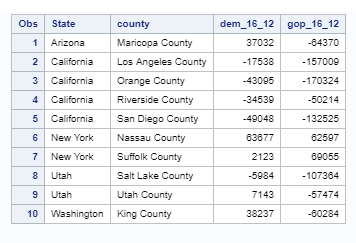 Obs State county dem_16_12 gop_16_12
1 Arizona Maricopa County 37032 -64370
2 California Los Angeles County -17538 -157009
3 California Orange County -43095 -170324
4 California Riverside County -34539 -50214
5 California San Diego County -49048 -132525
6 New York Nassau County 63677 62597
7 New York Suffolk County 2123 69055
8 Utah Salt Lake County -5984 -107364
9 Utah Utah County 7143 -57474
10 Washington King County 38237 -60284